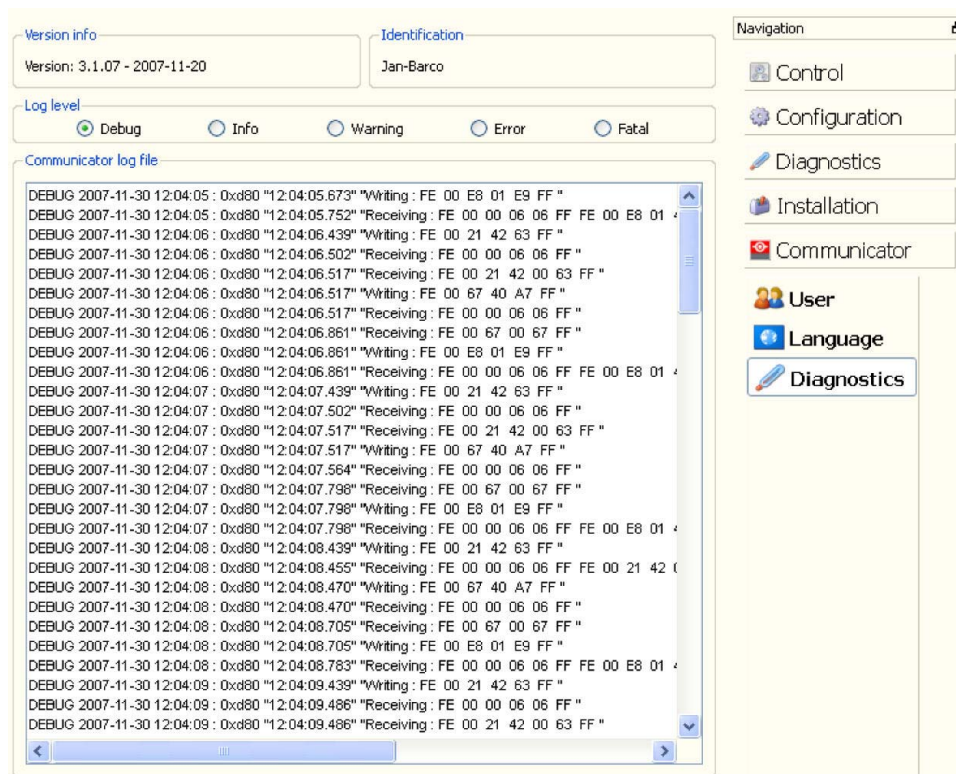 Version info
Version: 3.1.07 - 2007-11-20
Identification
Jan-Barco
Log level
Debug Info Warning Error Fatal
Communicator log file
DEBUG 2007-11-30 12:04:05 : 0xd80 "12:04:05.673" "Writing : FE 00 E8 01 E9 FF "
DEBUG 2007-11-30 12:04:05 : 0xd80 "12:04:05.752" "Receiving : FE 00 00 06 06 FF FE 00 E8 01
DEBUG 2007-11-30 12:04:06 : 0xd80 "12:04:06.439" "Writing : FE 00 21 42 63 FF "
DEBUG 2007-11-30 12:04:06 : 0xd80 "12:04:06.502" "Receiving : FE 00 00 06 06 FF "
DEBUG 2007-11-30 12:04:06 : 0xd80 "12:04:06.517" "Receiving : FE 00 21 42 00 63 FF "
DEBUG 2007-11-30 12:04:06 : 0xd80 "12:04:06.517" "Writing : FE 00 67 40 A7 FF "
DEBUG 2007-11-30 12:04:06 : 0xd80 "12:04:06.517" "Receiving : FE 00 00 06 06 FF "
DEBUG 2007-11-30 12:04:06 : 0xd80 "12:04:06.861" "Receiving : FE 00 67 00 67 FF "
DEBUG 2007-11-30 12:04:06 : 0xd80 "12:04:06.861" "Writing : FE 00 E8 01 E9 FF "
DEBUG 2007-11-30 12:04:06 : 0xd80 "12:04:06.861" "Receiving : FE 00 00 06 06 FF FE 00 E8 01
DEBUG 2007-11-30 12:04:07 : 0xd80 "12:04:07.439" "Writing : FE 00 21 42 63 FF "
DEBUG 2007-11-30 12:04:07 : 0xd80 "12:04:07.502" "Receiving : FE 00 00 06 06 FF "
DEBUG 2007-11-30 12:04:07 : 0xd80 "12:04:07.517" "Receiving : FE 00 21 42 00 63 FF "
DEBUG 2007-11-30 12:04:07 : 0xd80 "12:04:07.517" "Writing : FE 00 67 40 A7 FF "
DEBUG 2007-11-30 12:04:07 : 0xd80 "12:04:07.564" "Receiving : FE 00 00 06 06 FF "
DEBUG 2007-11-30 12:04:07 : 0xd80 "12:04:07.798" "Receiving : FE 00 67 00 67 FF "
DEBUG 2007-11-30 12:04:07 : 0xd80 "12:04:07.798" "Writing : FE 00 E8 01 E9 FF "
DEBUG 2007-11-30 12:04:07 : 0xd80 "12:04:07.798" "Receiving : FE 00 00 06 06 FF FE 00 E8 01
DEBUG 2007-11-30 12:04:08 : 0xd80 "12:04:08.439" "Writing : FE 00 21 42 63 FF "
DEBUG 2007-11-30 12:04:08 : 0xd80 "12:04:08.455" "Receiving : FE 00 00 06 06 FF FE 00 21 42
DEBUG 2007-11-30 12:04:08 : 0xd80 "12:04:08.470" "Writing : FE 00 67 40 A7 FF "
DEBUG 2007-11-30 12:04:08 : 0xd80 "12:04:08.470" "Receiving : FE 00 00 06 06 FF "
DEBUG 2007-11-30 12:04:08 : 0xd80 "12:04:08.705" "Receiving : FE 00 67 00 67 FF "
DEBUG 2007-11-30 12:04:08 : 0xd80 "12:04:08.705" "Writing : FE 00 E8 01 E9 FF "
DEBUG 2007-11-30 12:04:08 : 0xd80 "12:04:08.783" "Receiving : FE 00 00 06 06 FF FE 00 E8 01
DEBUG 2007-11-30 12:04:09 : 0xd80 "12:04:09.439" "Writing : FE 00 21 42 63 FF "
DEBUG 2007-11-30 12:04:09 : 0xd80 "12:04:09.486" "Receiving : FE 00 00 06 06 FF "
DEBUG 2007-11-30 12:04:09 : 0xd80 "12:04:09.486" "Receiving : FE 00 21 42 00 63 FF "
Navigation
Control
Configuration
Diagnostics
Installation
Communicator
User
Language
Diagnostics